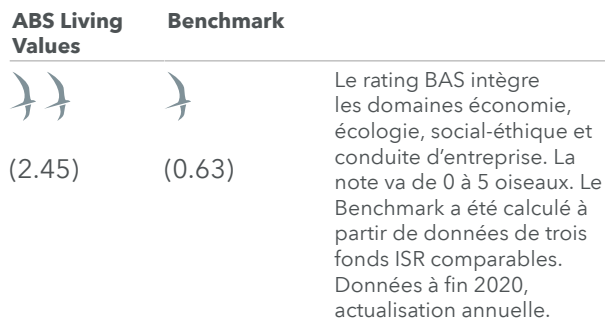 ABS Living Values
Benchmark
(2.45)
(0.63)
Le rating BAS intègre
les domaines économie,
écologie, social-éthique et
conduite d’entreprise. La
note va de 0 à 5 oiseaux. Le
Benchmark a été calculé à
partir de données de trois
fonds ISR comparables.
Données à fin 2020,
actualisation annuelle.